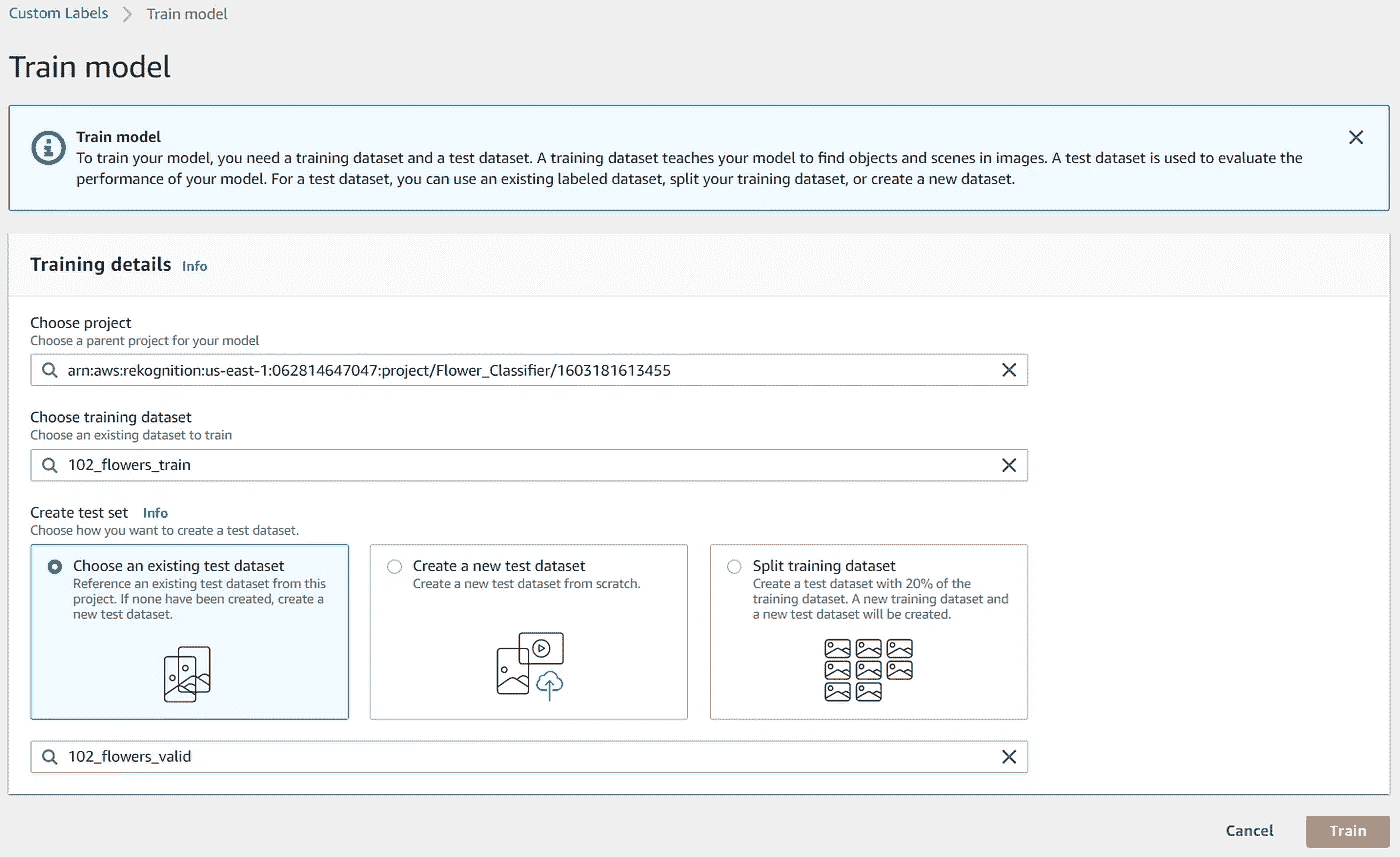 Custom Labels > Train model
Train model
Train model
To train your model, you need a training dataset and a test dataset. A training dataset teaches your model to find objects and scenes in images. A test dataset is used to evaluate the
performance of your model. For a test dataset, you can use an existing labeled dataset, split your training dataset, or create a new dataset.
Training details Info
Choose project
Choose a parent project for your model
arn:aws:rekognition:us-east-1:062814647047:project/Flower_Classifier/1603181613455
Choose training dataset
Choose an existing dataset to train
102_flowers_train
Create test set Info
Choose how you want to create a test dataset.
Choose an existing test dataset
Reference an existing test dataset from this
project. If none have been created, create a
new test dataset.
Create a new test dataset
Create a new test dataset from scratch.
Split training dataset
Create a test dataset with 20% of the
training dataset. A new training dataset and
a new test dataset will be created.
102_flowers_valid
Cancel Train